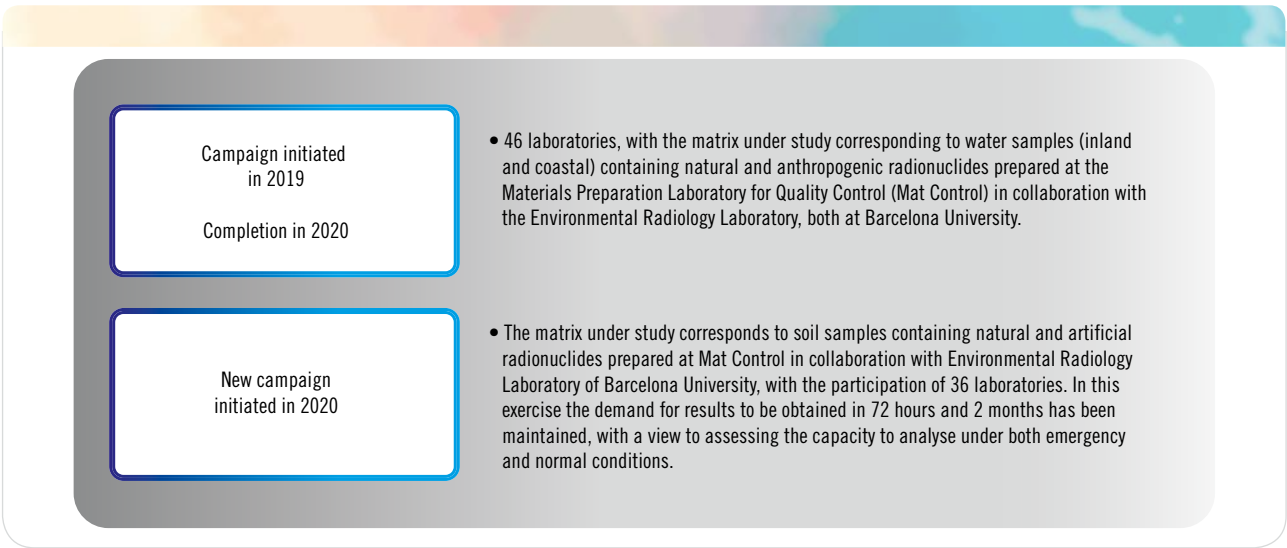 Campaign initiated
in 2019
Completion in 2020
• 46 laboratories, with the matrix under study corresponding to water samples (inland
and coastal) containing natural and anthropogenic radionuclides prepared at the
Materials Preparation Laboratory for Quality Control (Mat Control) in collaboration with
the Environmental Radiology Laboratory, both at Barcelona University.
New campaign
initiated in 2020
• The matrix under study corresponds to soil samples containing natural and artificial
radionuclides prepared at Mat Control in collaboration with Environmental Radiology
Laboratory of Barcelona University, with the participation of 36 laboratories. In this
exercise the demand for results to be obtained in 72 hours and 2 months has been
maintained, with a view to assessing the capacity to analyse under both emergency
and normal conditions.